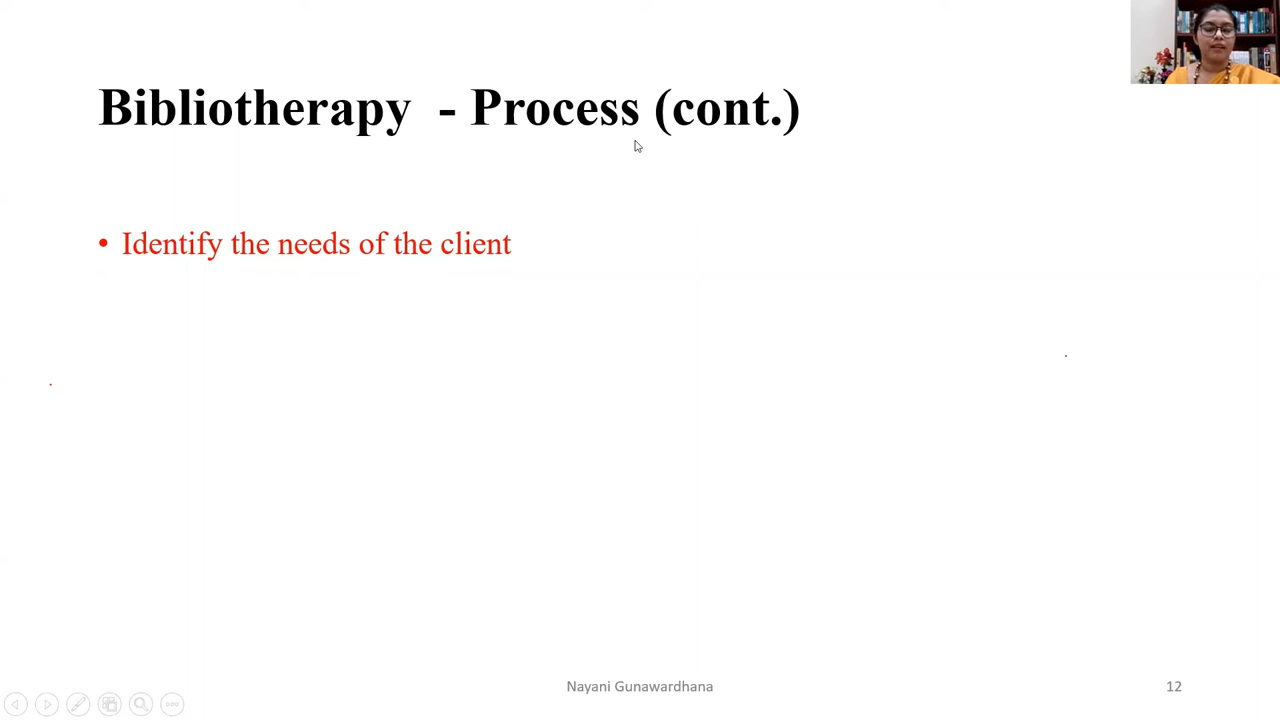 Bibliotherapy - Process (cont.)
• Identify the needs of the client
Nayani Gunawardhana
12